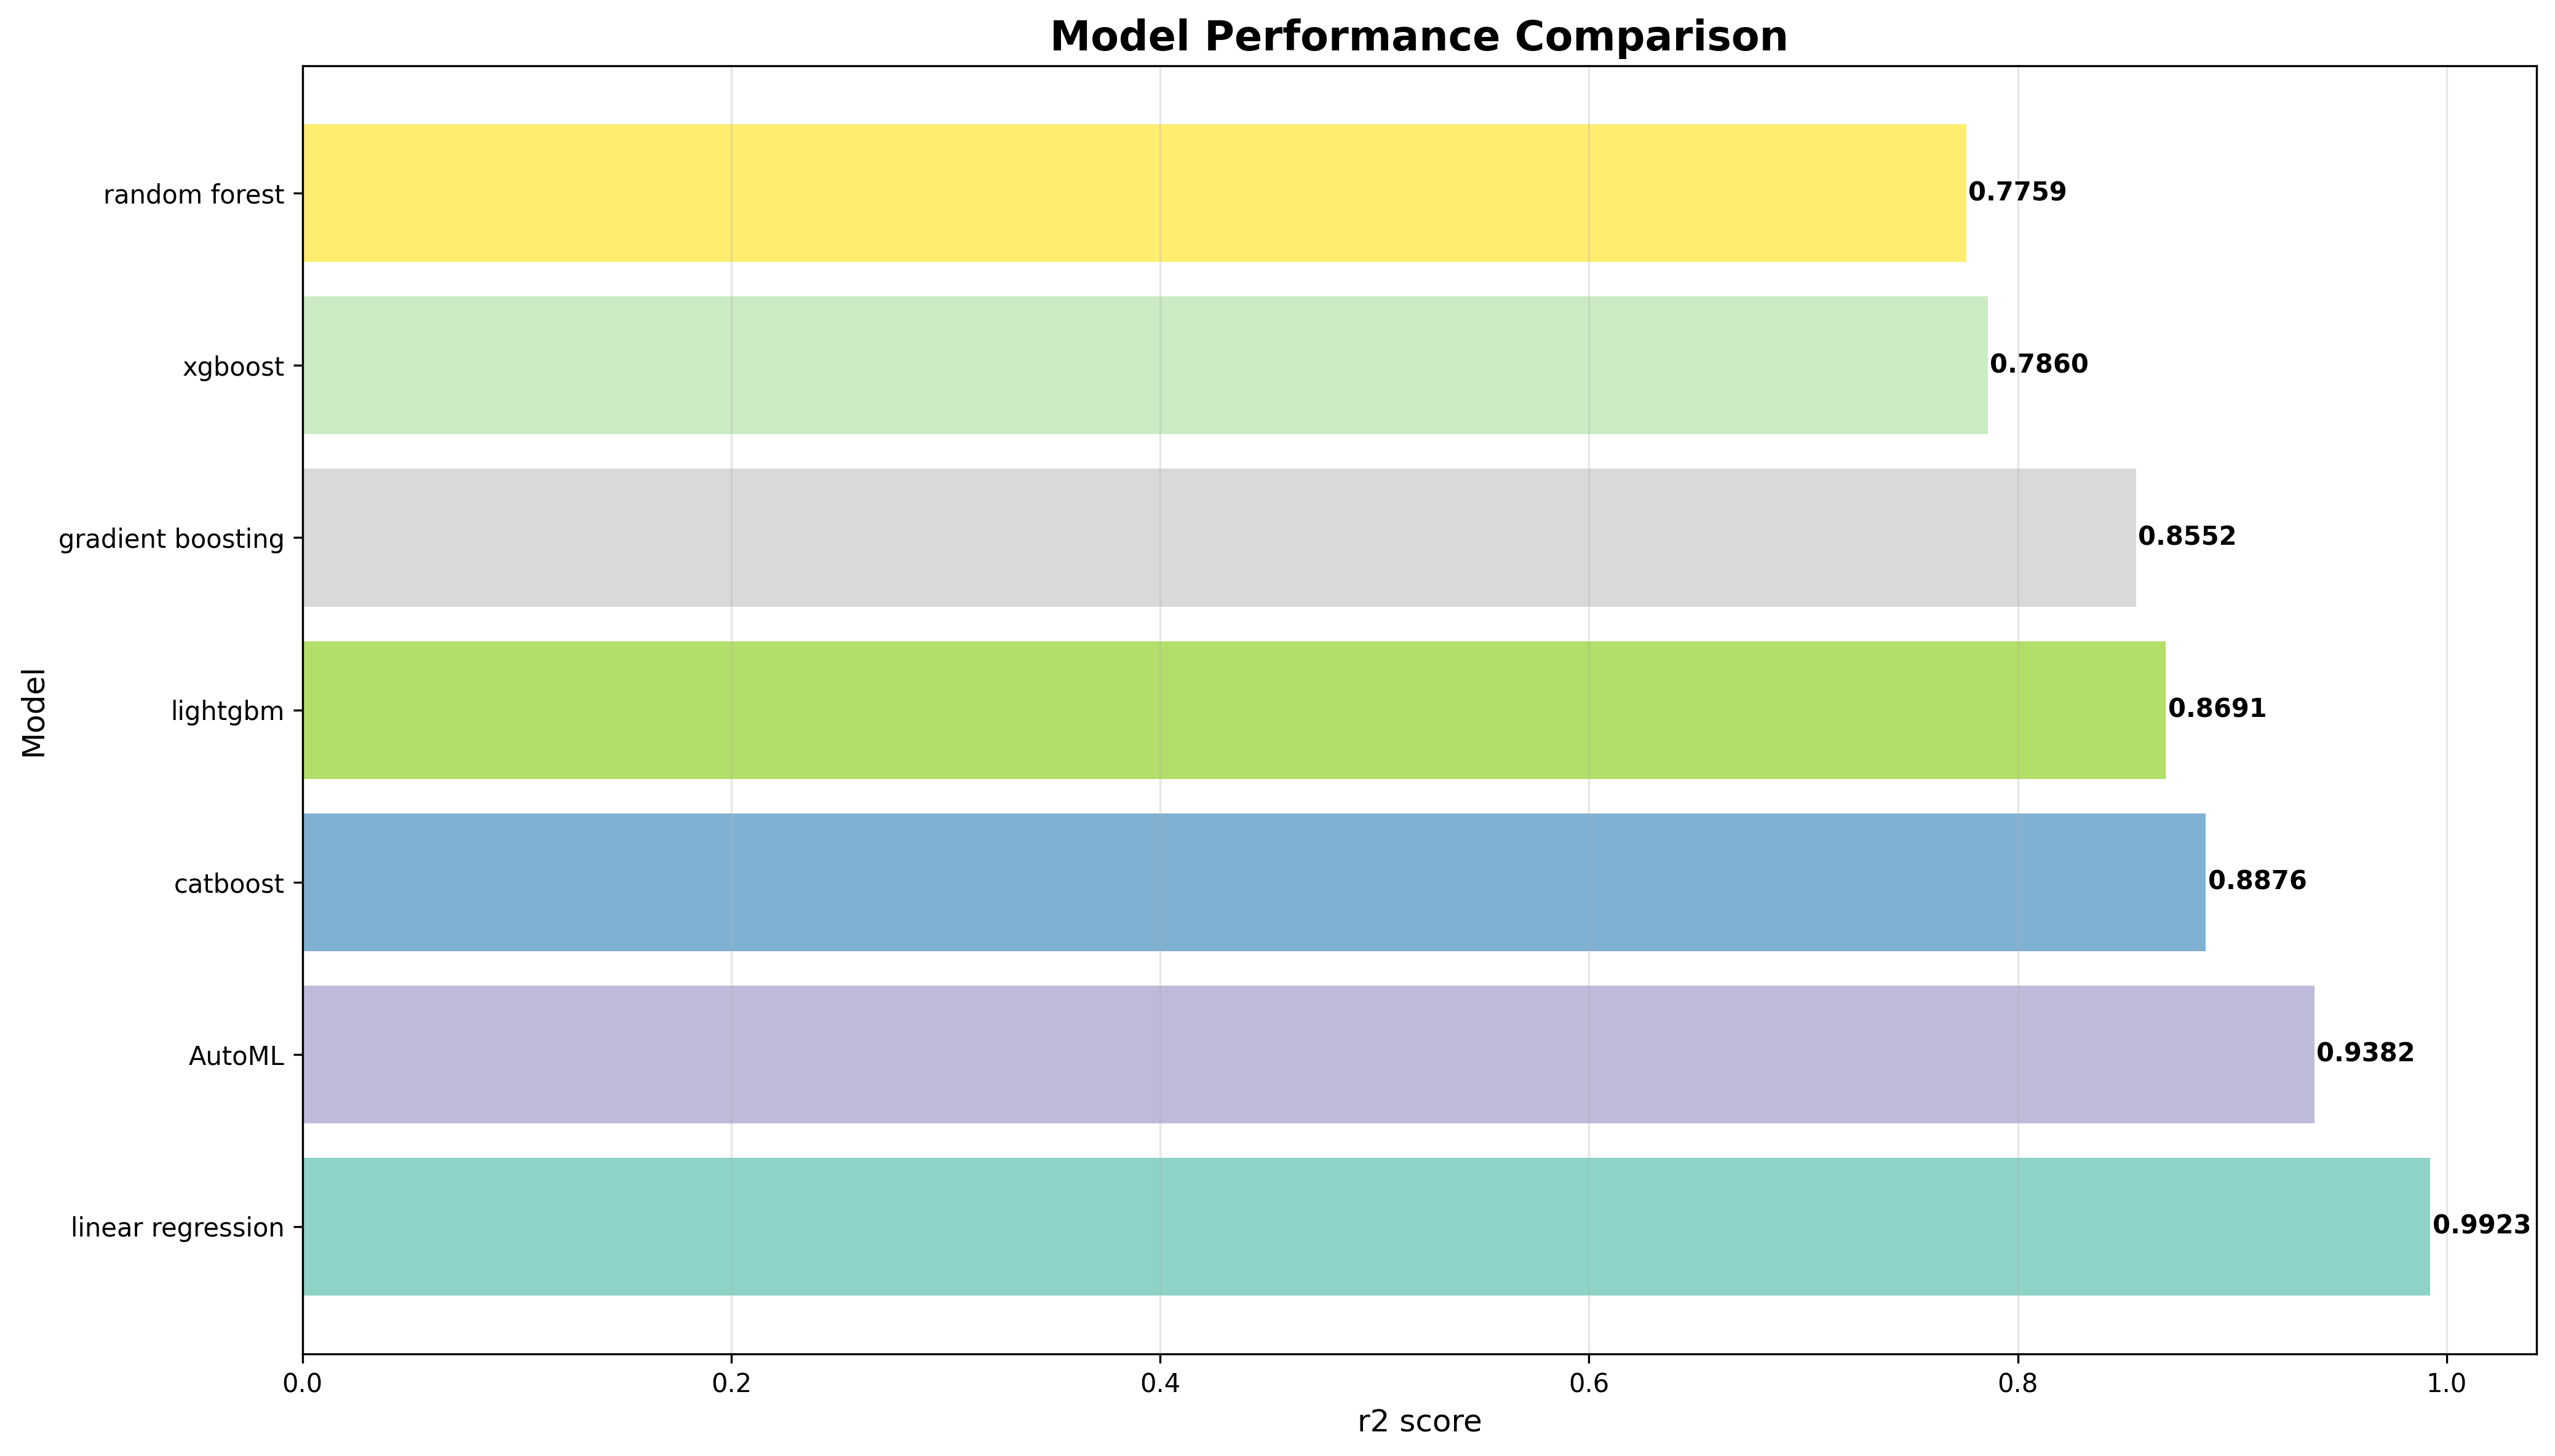 Model Performance Comparison
random forest
0.7759
xgboost
0.7860
gradient boosting
0.8552
lightgbm
0.8691
Model
catboost
0.8876
AutoML
0.9382
linear regression
0.9923
0.0 0.2 0.4 0.6 0.8 1.0
r2 score